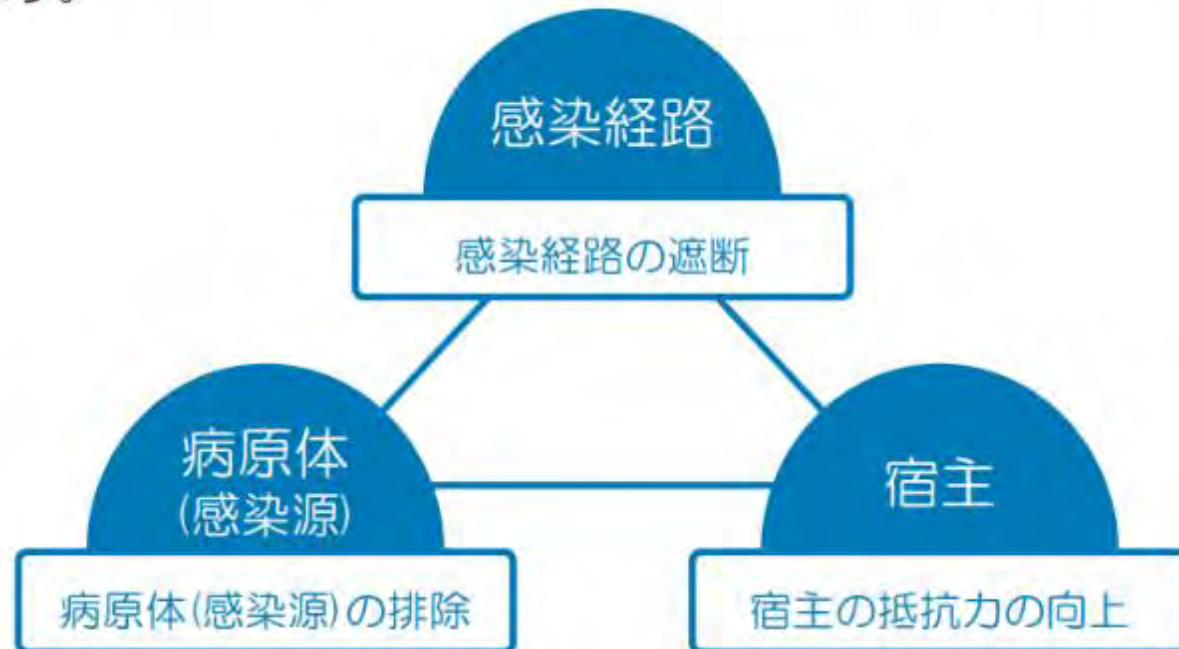 す。
感染経路
感染経路の遮断
病原体
(感染源)
宿主
病原体(感染源)の排除
宿主の抵抗力の向上